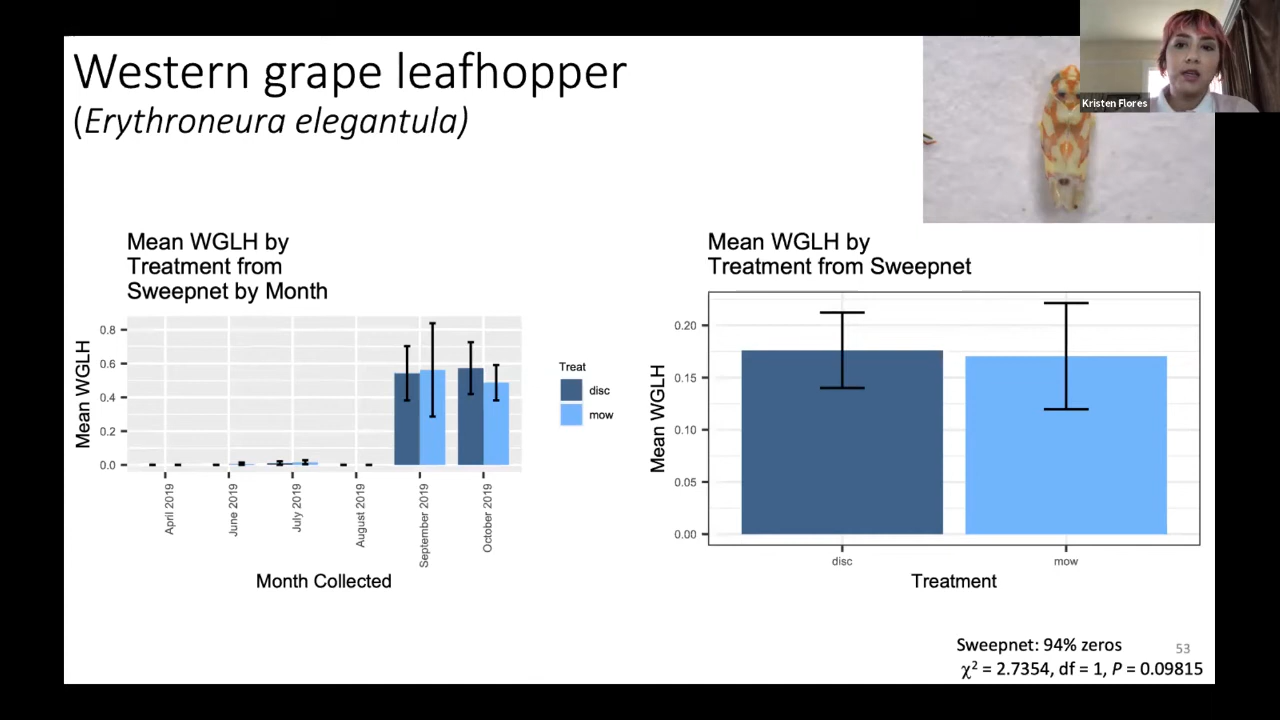 Western grape leafhopper
(Erythroneura elegantula)
Kristen Flores
Mean WGLH by
Treatment from
Sweepnet by Month
Mean WGLH
0.8
0.6
0.4
0.2
0.0
April 2019
June 2019
July 2019
August 2019
September 2019
October 2019
Month Collected
Treat
disc
mow
Mean WGLH by
Treatment from Sweepnet
Mean WGLH
0.20
0.15
0.10
0.05
0.00
disc
mow
Treatment
Sweepnet: 94% zeros
53
χ² = 2.7354, df = 1, P = 0.09815